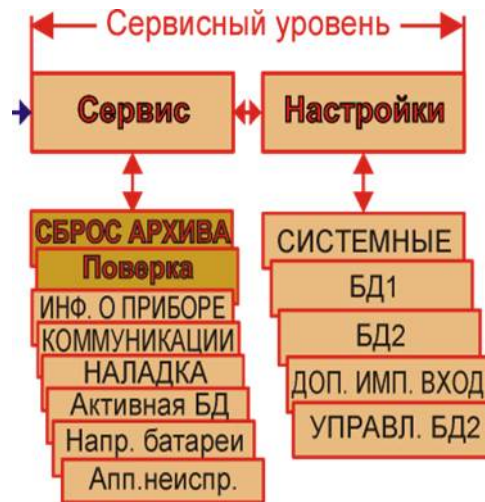 Сервисный уровень
Сервис
Настройки
СБРОС АРХИВА
Поверка
ИНФ. О ПРИБОРЕ
КОММУНИКАЦИИ
НАЛАДКА
Активная БД
Напр. батареи
Апп.неиспр.
СИСТЕМНЫЕ
БД1
БД2
ДОП. ИМП. ВХОД
УПРАВЛ. БД2